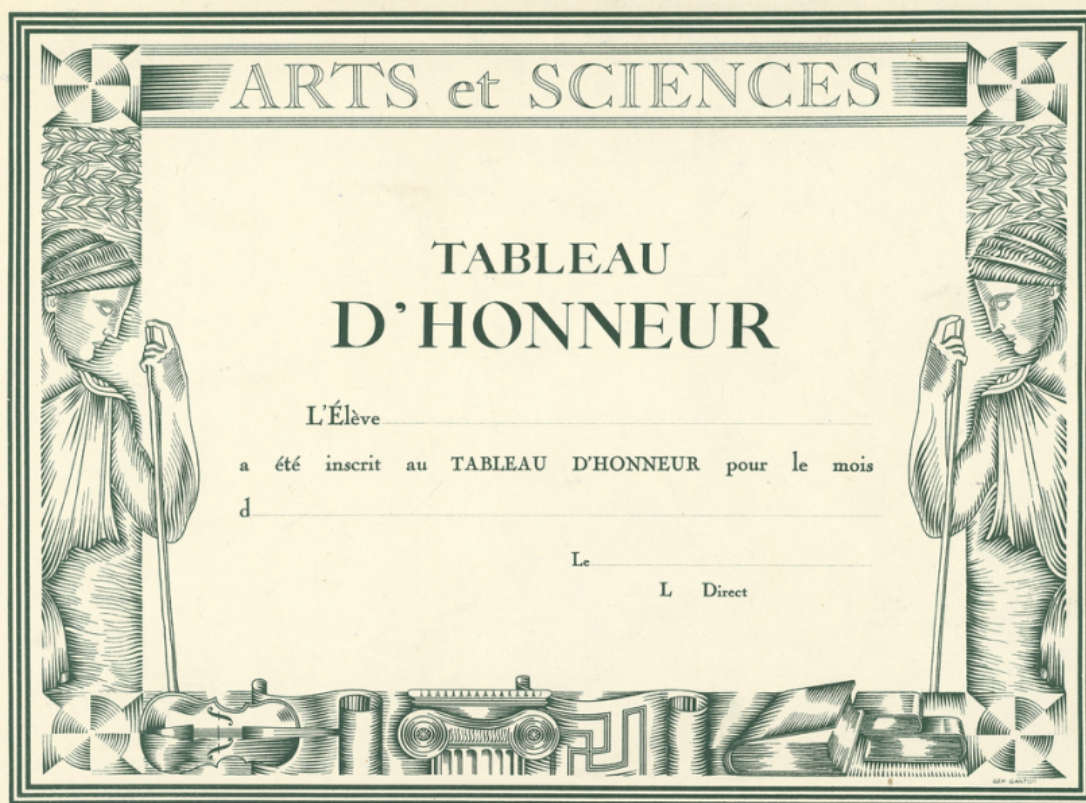 ARTS et SCIENCES
TABLEAU
D'HONNEUR
L'Élève
a été inscrit au TABLEAU D'HONNEUR pour le mois
d
Le
L Direct